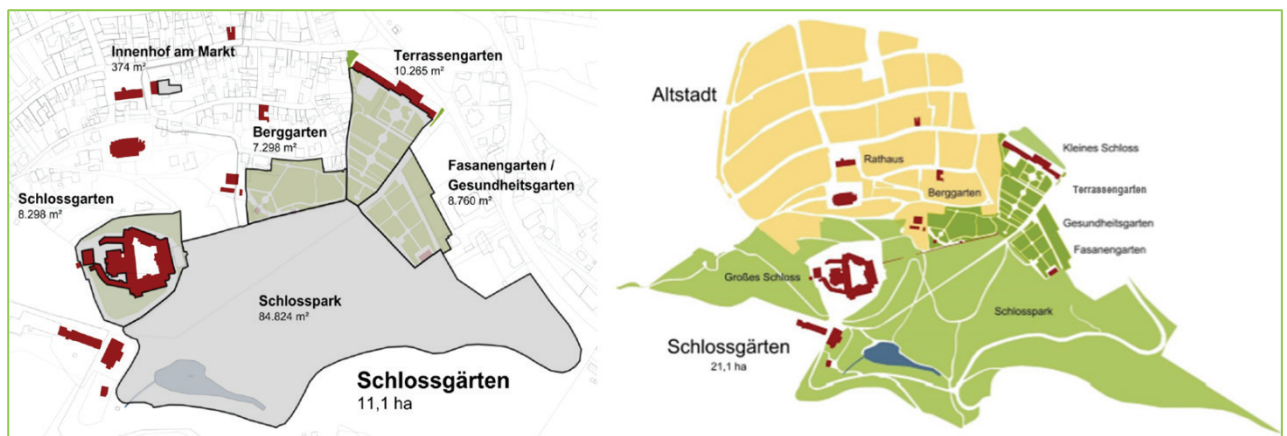 Innenhof am Markt
374 m²
Terrassengarten
10.265 m²
Berggarten
7.298 m²
Fasanengarten /
Gesundheitsgarten
8.760 m²
Schlossgarten
8.298 m²
Schlosspark
84.824 m²
Schlossgärten
11,1 ha
Altstadt
Kleines Schloss
Rathaus
Terrassengarten
Berggarten
Gesundheitsgarten
Fasanengarten
Großes Schloss
Schlosspark
Schlossgärten
21,1 ha